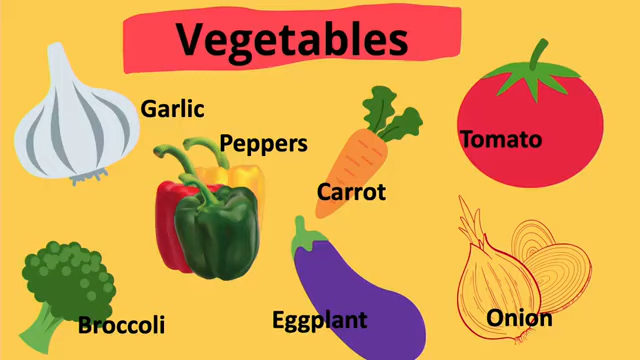 Vegetables
Garlic
Peppers
Tomato
Carrot
Broccoli
Eggplant
Onion